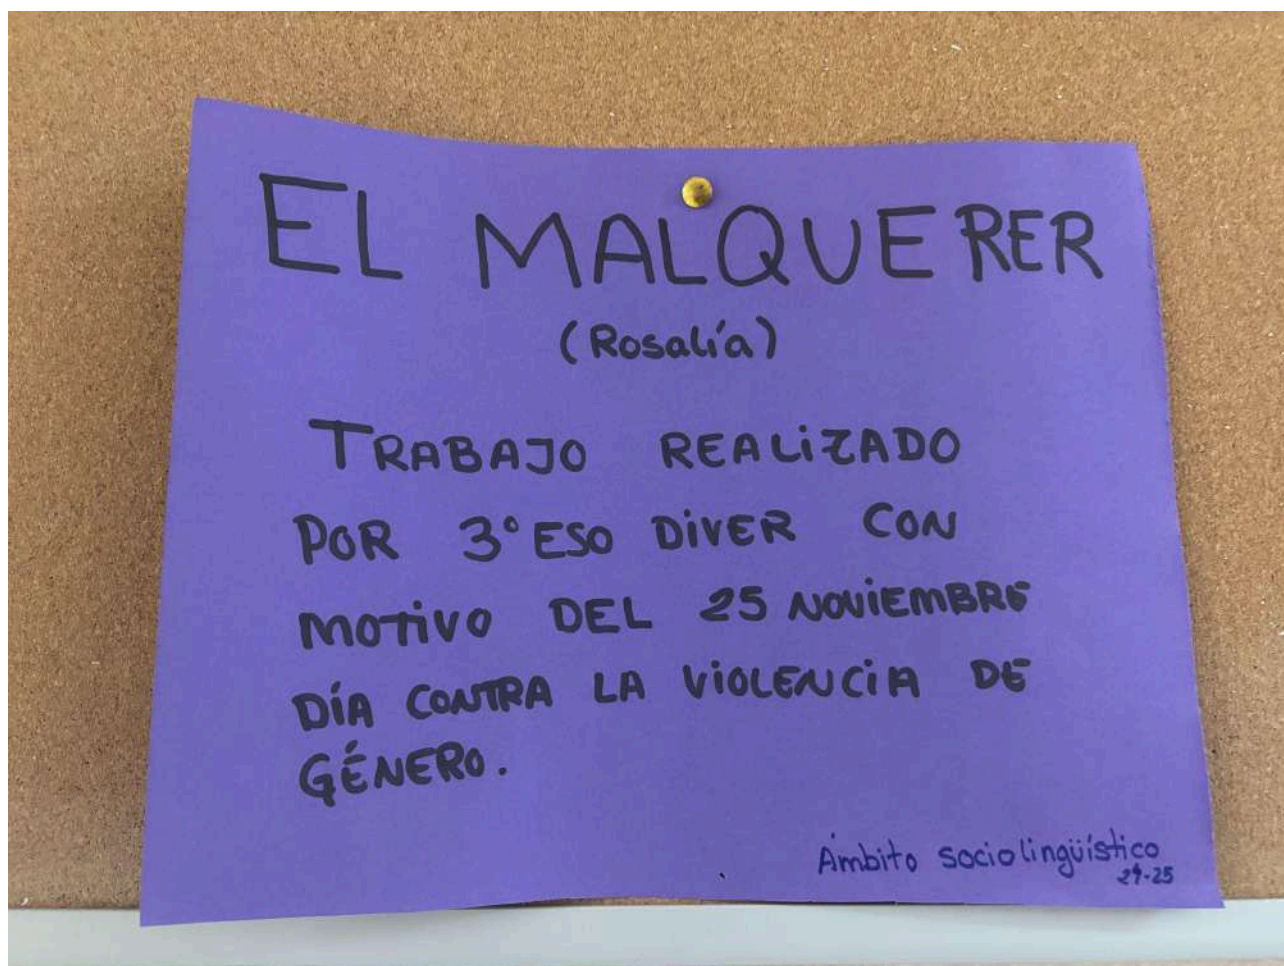 EL MALQUERER
(Rosalía)
TRABAJO REALIZADO
POR 3º ESO DIVER CON
MOTIVO DEL 25 NOVIEMBRE
DÍA CONTRA LA VIOLENCIA DE
GÉNERO.
Ámbito sociolingüístico
24-25